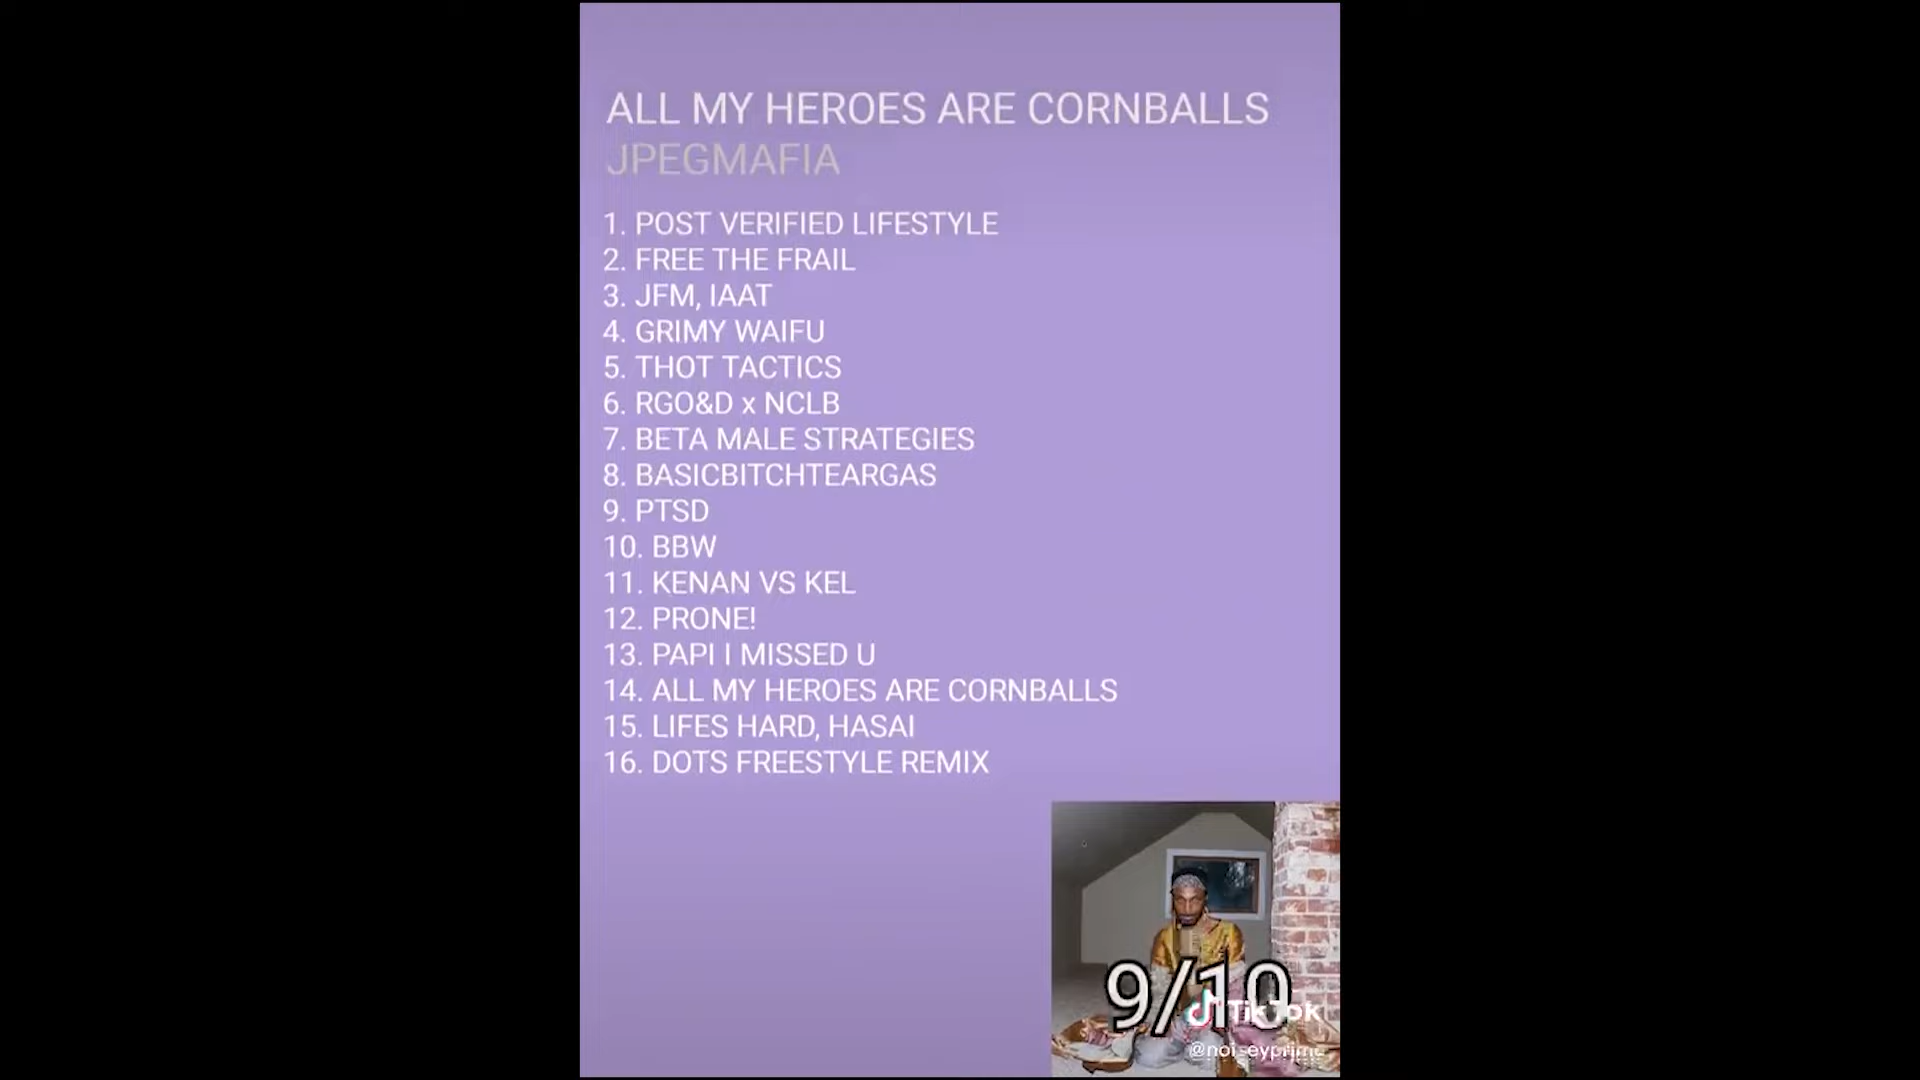 ALL MY HEROES ARE CORNBALLS
JPEGMAFIA
1. POST VERIFIED LIFESTYLE
2. FREE THE FRAIL
3. JFM, IAAT
4. GRIMY WAIFU
5. THOT TACTICS
6. RGO&D x NCLB
7. BETA MALE STRATEGIES
8. BASICBITCHTEARGAS
9. PTSD
10. BBW
11. KENAN VS KEL
12. PRONE!
13. PAPI I MISSED U
14. ALL MY HEROES ARE CORNBALLS
15. LIFES HARD, HASAI
16. DOTS FREESTYLE REMIX
9/10
TikTok